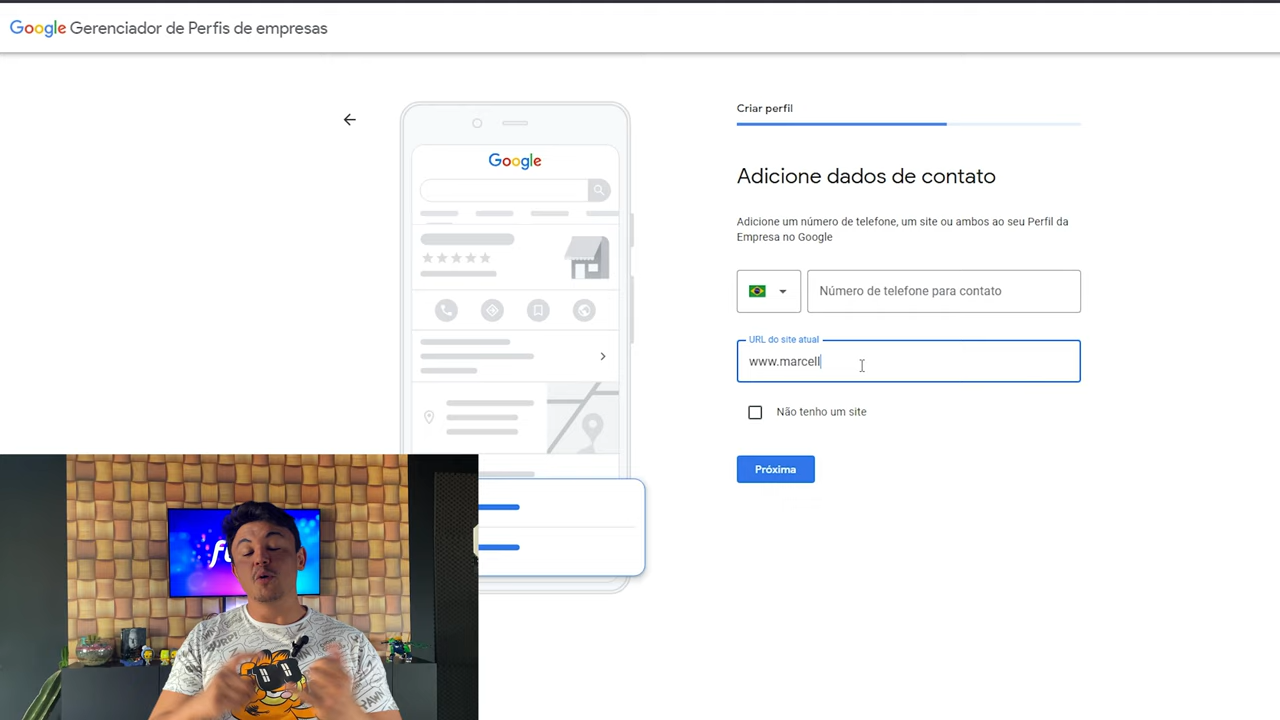 Google Gerenciador de Perfis de empresas
Criar perfil
Google
Adicione dados de contato
Adicione um número de telefone, um site ou ambos ao seu Perfil da
Empresa no Google
Número de telefone para contato
URL do site atual
www.marcell
Não tenho um site
Próxima